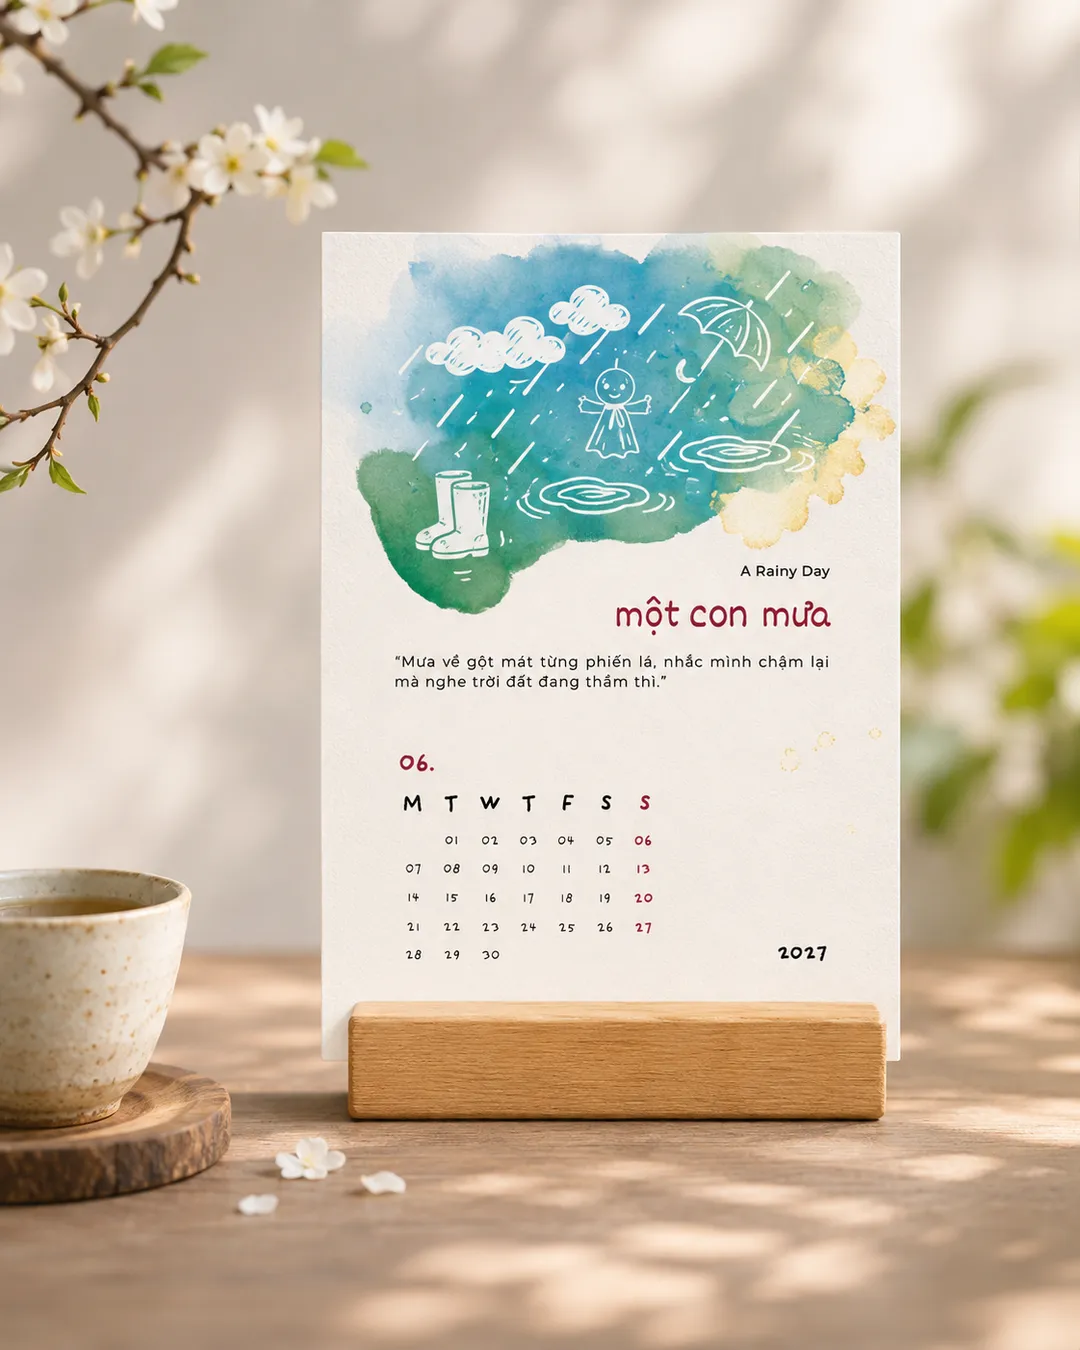 A Rainy Day
một con mưa
“Mưa về gột mát từng phiến lá, nhắc mình chậm lại
mà nghe trời đất đang thầm thì.”
06.
M T W T F S S
01 02 03 04 05 06
07 08 09 10 11 12 13
14 15 16 17 18 19 20
21 22 23 24 25 26 27
28 29 30
2027